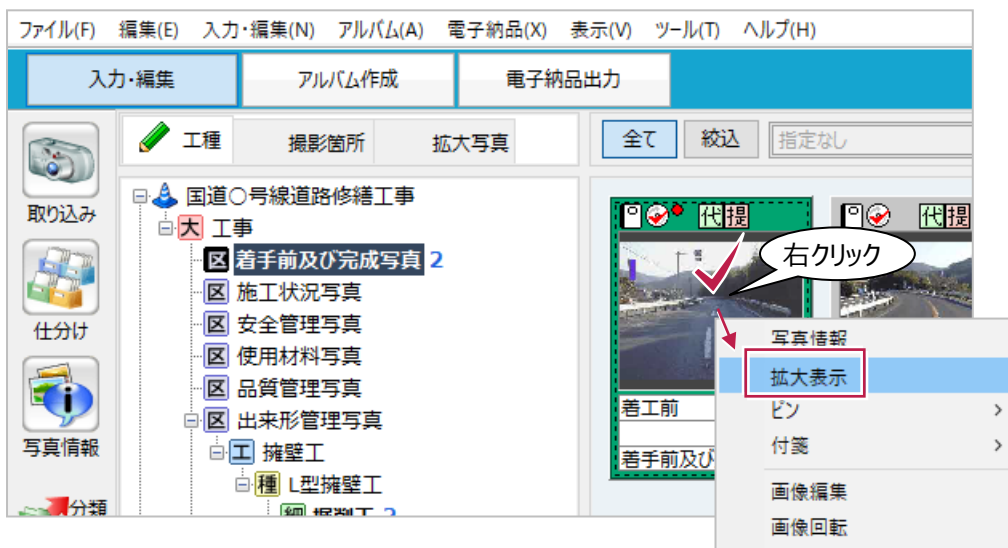 ファイル(F) 編集(E) 入力・編集(N) アルバム(A) 電子納品(X) 表示(V) ツール(T) ヘルプ(H)
入力・編集 アルバム作成 電子納品出力
工種 撮影箇所 拡大写真 全て 絞込 指定なし
取り込み
仕分け
写真情報
分類
国道○号線道路修繕工事
大 工事
区 着手前及び完成写真 2
区 施工状況写真
区 安全管理写真
区 使用材料写真
区 品質管理写真
区 出来形管理写真
工 擁壁工
種 L型擁壁工
細 掘削工 2
代 提
代 提
右クリック
着工前
着手前及び
写真情報
拡大表示
ピン
付箋
画像編集
画像回転